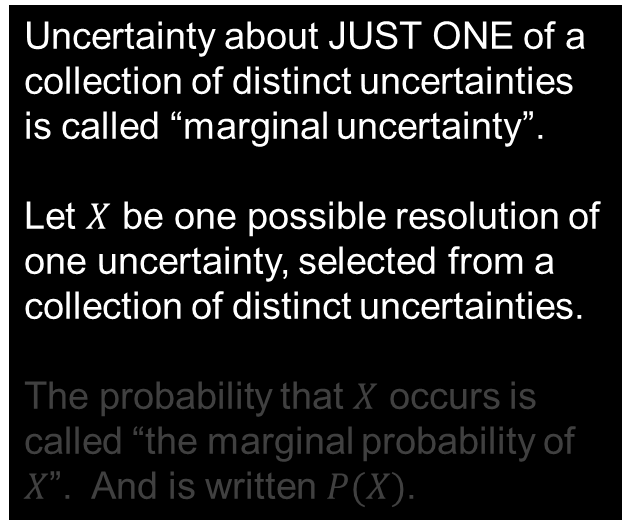 Uncertainty about JUST ONE of a
collection of distinct uncertainties
is called “marginal uncertainty”.
Let X be one possible resolution of
one uncertainty, selected from a
collection of distinct uncertainties.
The probability that X occurs is
called “the marginal probability of
X”.  And is written P(X).